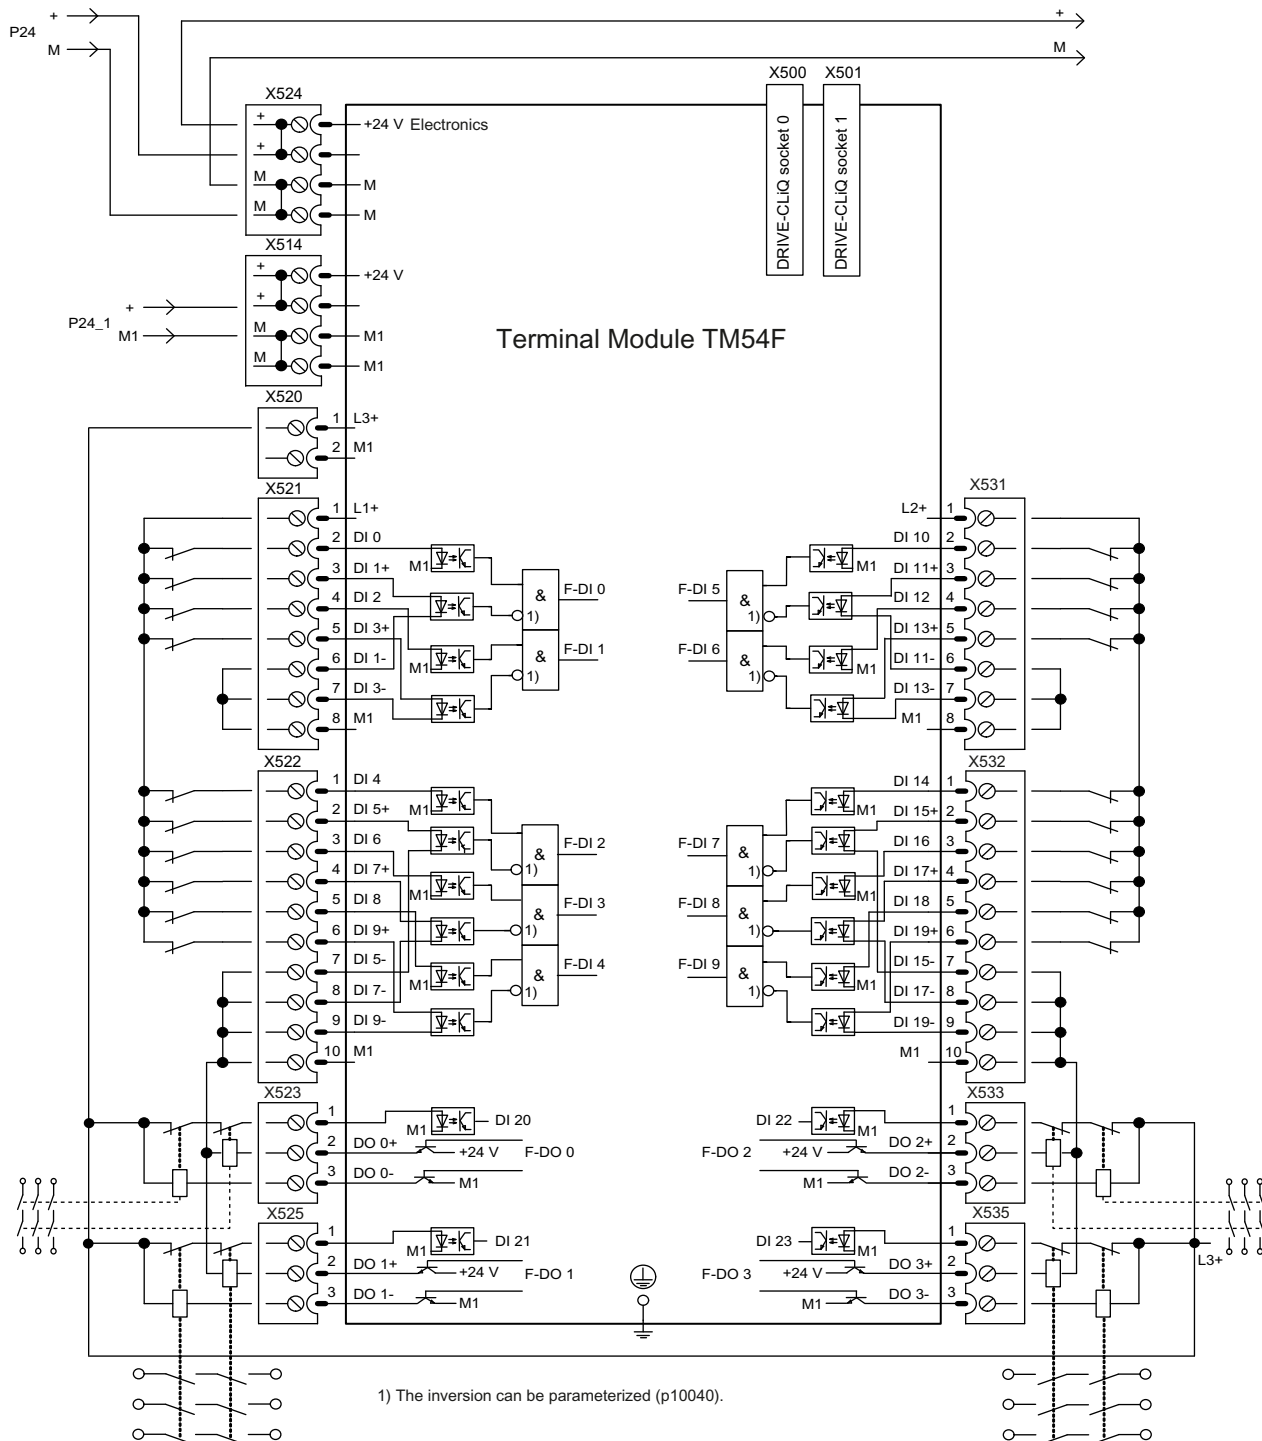 +
P24
M
+
M
X500 X501
DRIVE-CLiQ socket 0
DRIVE-CLiQ socket 1
X524
+ +24 V Electronics
+
M M
M M
X514
+ +24 V
+
M M1
M M1
+
P24_1
M1
Terminal Module TM54F
X520
1 L3+
2 M1
X521
1 L1+
2 DI 0
3 DI 1+
4 DI 2
5 DI 3+
6 DI 1-
7 DI 3-
8 M1
M1
M1
& 1) F-DI 0
& 1) F-DI 1
X531
L2+ 1
DI 10 2
DI 11+ 3
DI 12 4
DI 13+ 5
DI 11- 6
DI 13- 7
M1 8
M1
M1
F-DI 5 & 1)
F-DI 6 & 1)
X522
1 DI 4
2 DI 5+
3 DI 6
4 DI 7+
5 DI 8
6 DI 9+
7 DI 5-
8 DI 7-
9 DI 9-
10 M1
M1
M1
M1
& 1) F-DI 2
& 1) F-DI 3
& 1) F-DI 4
X532
DI 14 1
DI 15+ 2
DI 16 3
DI 17+ 4
DI 18 5
DI 19+ 6
DI 15- 7
DI 17- 8
DI 19- 9
M1 10
M1
M1
M1
F-DI 7 & 1)
F-DI 8 & 1)
F-DI 9 & 1)
X523
1 M1 DI 20
2 DO 0+ +24 V F-DO 0
3 DO 0- M1
X533
DI 22 M1 1
F-DO 2 +24 V DO 2+ 2
M1 DO 2- 3
X525
1 M1 DI 21
2 DO 1+ +24 V F-DO 1
3 DO 1- M1
X535
DI 23 M1 1
F-DO 3 +24 V DO 3+ 2
M1 DO 3- 3
L3+
1) The inversion can be parameterized (p10040).